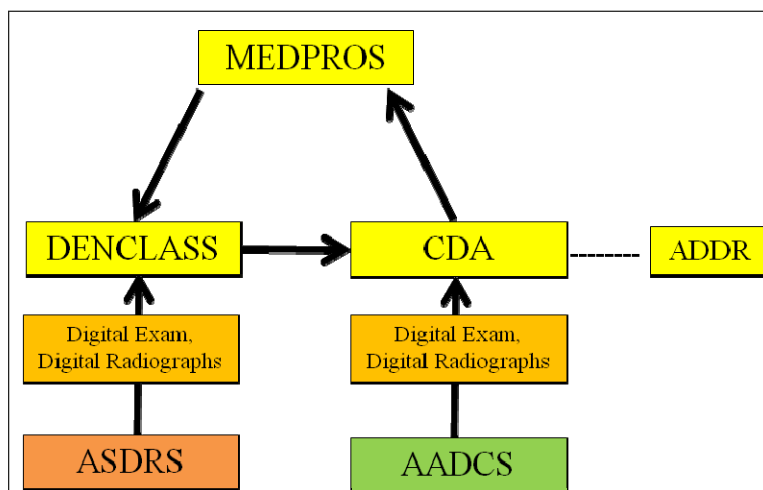 MEDPROS
DENCLASS
CDA
ADDR
Digital Exam,
Digital Radiographs
Digital Exam,
Digital Radiographs
ASDRS
AADCS